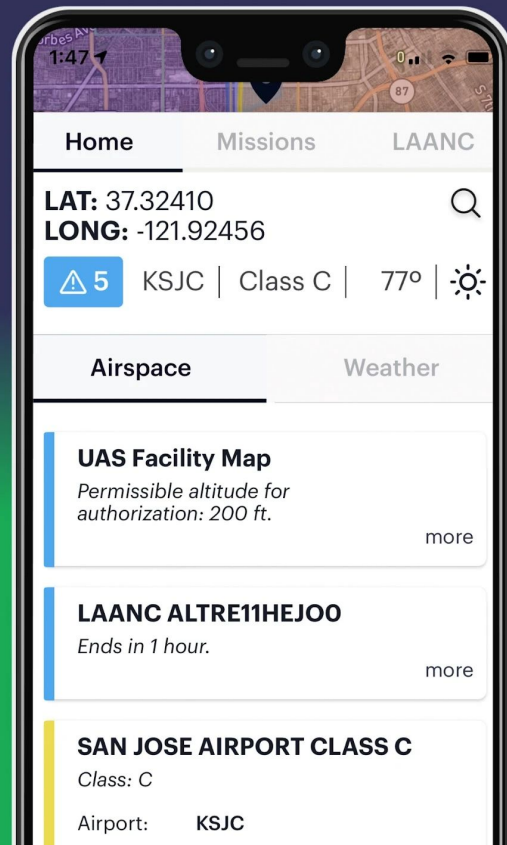 1:47
87
Home Missions LAANC
LAT: 37.32410
LONG: -121.92456
5 KSJC | Class C | 77º
Airspace Weather
UAS Facility Map
Permissible altitude for
authorization: 200 ft.
more
LAANC ALTRE11HEJO0
Ends in 1 hour.
more
SAN JOSE AIRPORT CLASS C
Class: C
Airport: KSJC